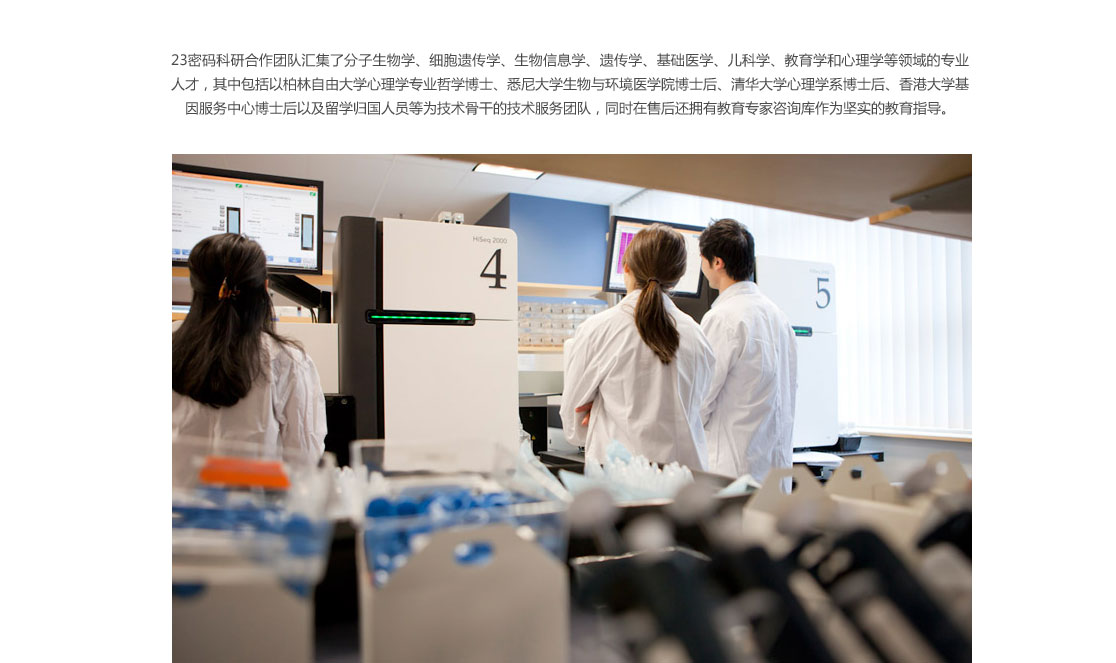 23密码科研合作团队汇集了分子生物学、细胞遗传学、生物信息学、遗传学、基础医学、儿科学、教育学和心理学等领域的专业
人才，其中包括以柏林自由大学心理学专业哲学博士、悉尼大学生物与环境医学院博士后、清华大学心理学系博士后、香港大学基
因服务中心博士后以及留学归国人员等为技术骨干的技术服务团队，同时在售后还拥有教育专家咨询库作为坚实的教育指导。
HiSeq 2000
4
5